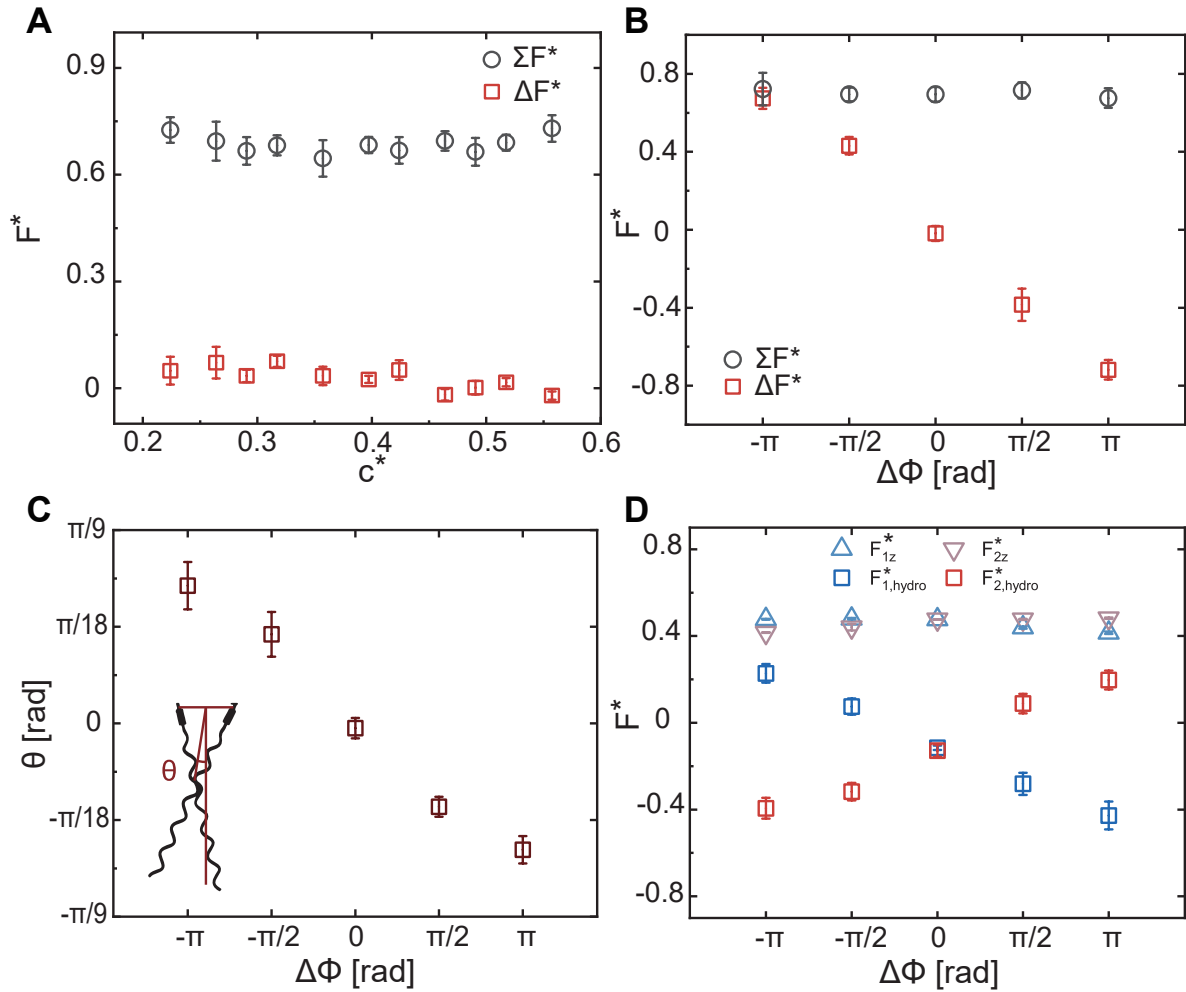 A
ΣF*
ΔF*
0.9
0.6
0.3
0
F*
0.2 0.3 0.4 0.5 0.6
c*
B
0.8
0.4
0
-0.4
-0.8
F*
ΣF*
ΔF*
-π -π/2 0 π/2 π
ΔΦ [rad]
C
π/9
π/18
0
-π/18
-π/9
θ [rad]
θ
-π -π/2 0 π/2 π
ΔΦ [rad]
D
F*1z F*2z
F*1,hydro F*2,hydro
0.8
0.4
0
-0.4
-0.8
F*
-π -π/2 0 π/2 π
ΔΦ [rad]